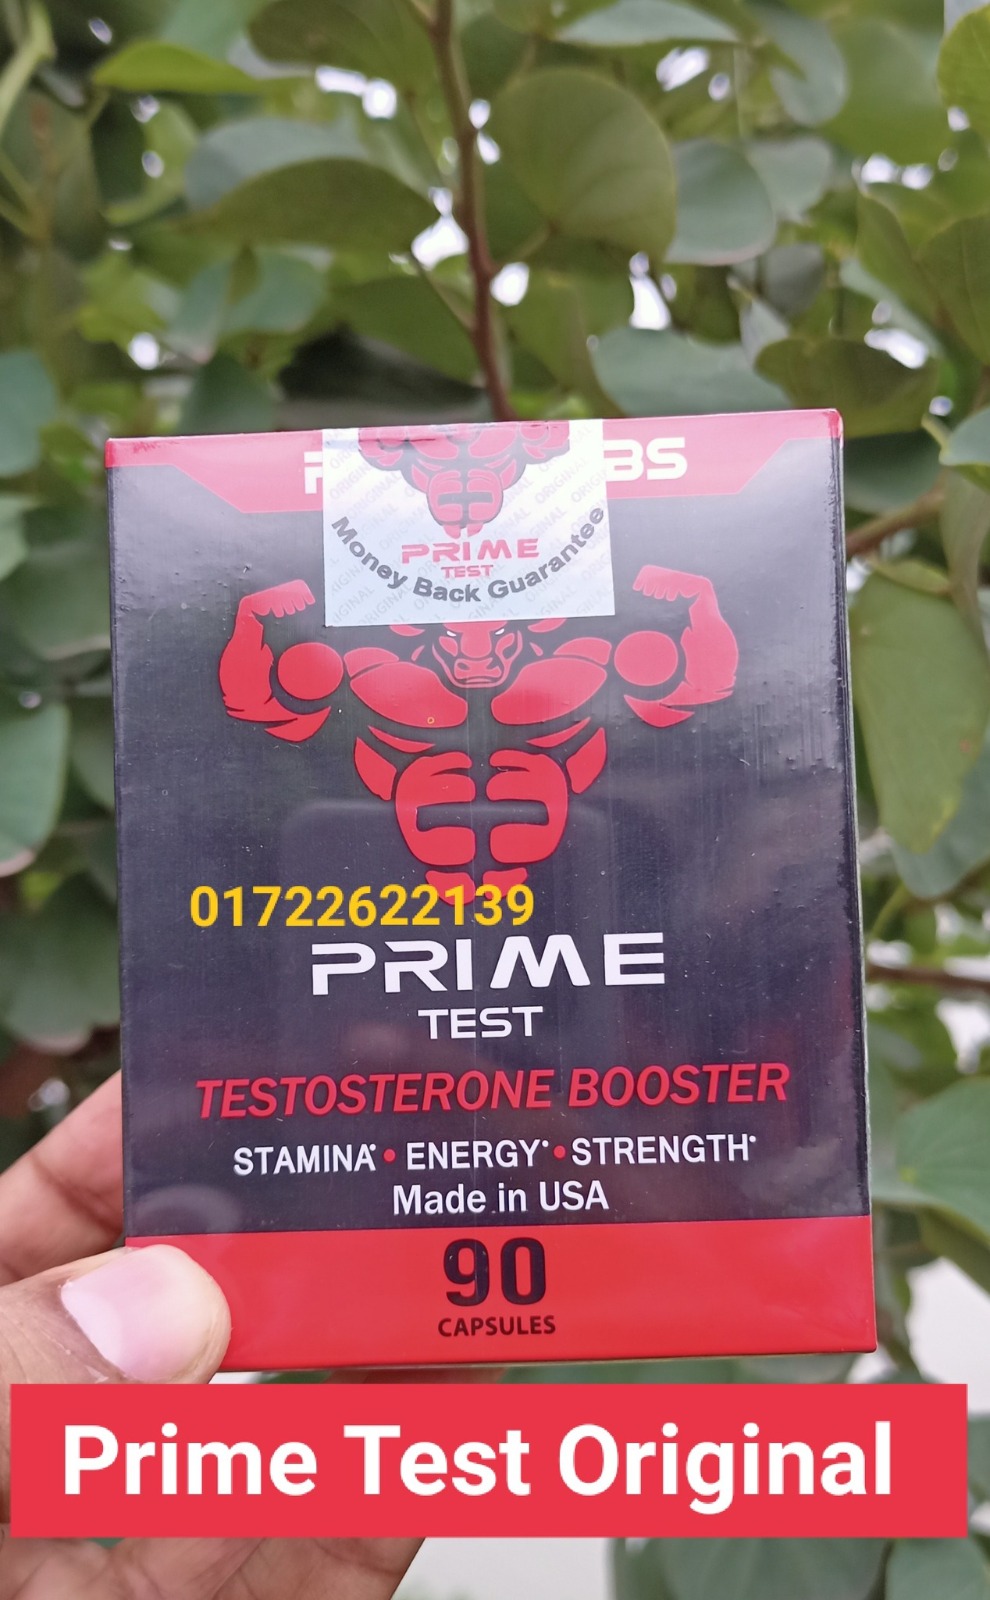 BS
PRIME
TEST
Money Back Guarantee
01722622139
PRIME
TEST
TESTOSTERONE BOOSTER
STAMINA* • ENERGY* • STRENGTH*
Made in USA
90
CAPSULES
Prime Test Original